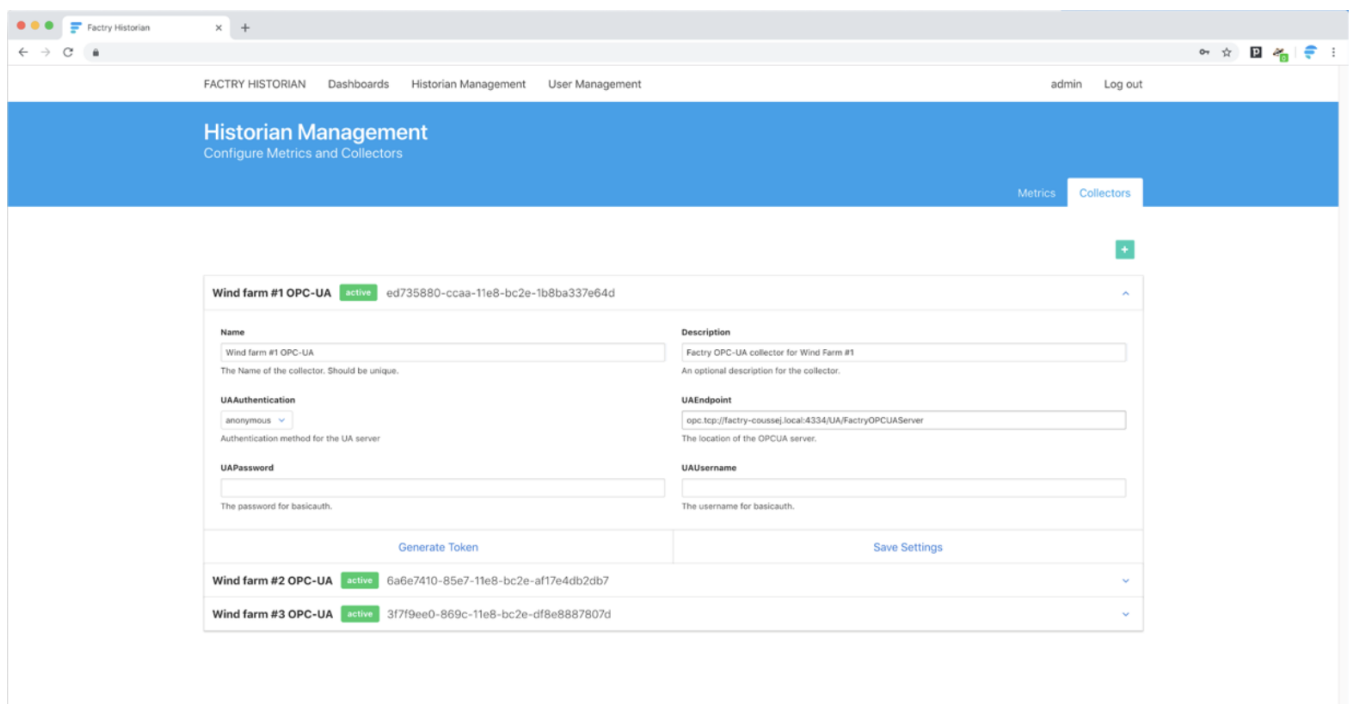 Factry Historian
FACTRY HISTORIAN Dashboards Historian Management User Management admin Log out
Historian Management
Configure Metrics and Collectors
Metrics Collectors
Wind farm #1 OPC-UA active ed735880-ccaa-11e8-bc2e-1b8ba337e64d
Name Description
Wind farm #1 OPC-UA Factry OPC-UA collector for Wind Farm #1
The Name of the collector. Should be unique. An optional description for the collector.
UAAuthentication UAEndpoint
anonymous opc.tcp://factry-coussej.local:4334/UA/FactryOPCUAServer
Authentication method for the UA server The location of the OPCUA server.
UAPassword UAUsername
The password for basicauth. The username for basicauth.
Generate Token Save Settings
Wind farm #2 OPC-UA active 6a6e7410-85e7-11e8-bc2e-af17e4db2db7
Wind farm #3 OPC-UA active 3f7f9ee0-869c-11e8-bc2e-df8e8887807d